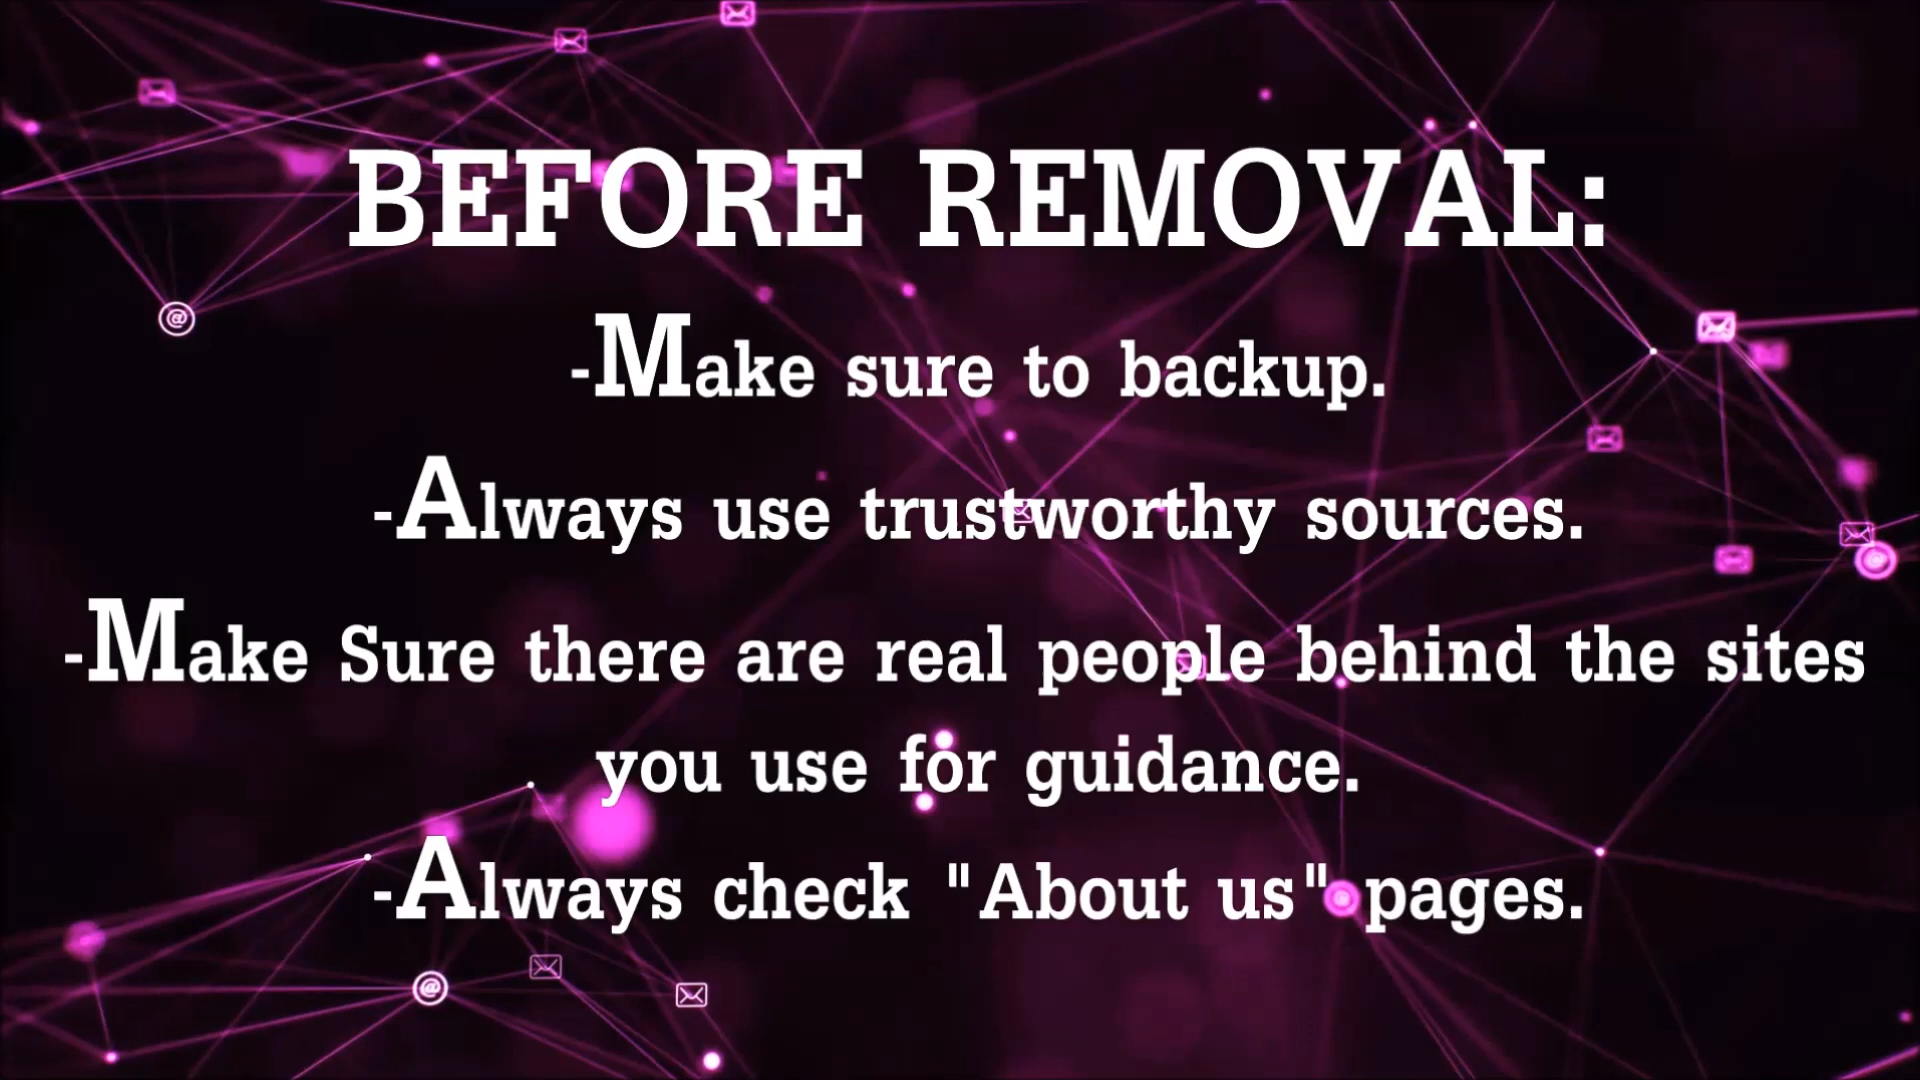 BEFORE REMOVAL:
-Make sure to backup.
-Always use trustworthy sources.
-Make Sure there are real people behind the sites
you use for guidance.
-Always check "About us" pages.